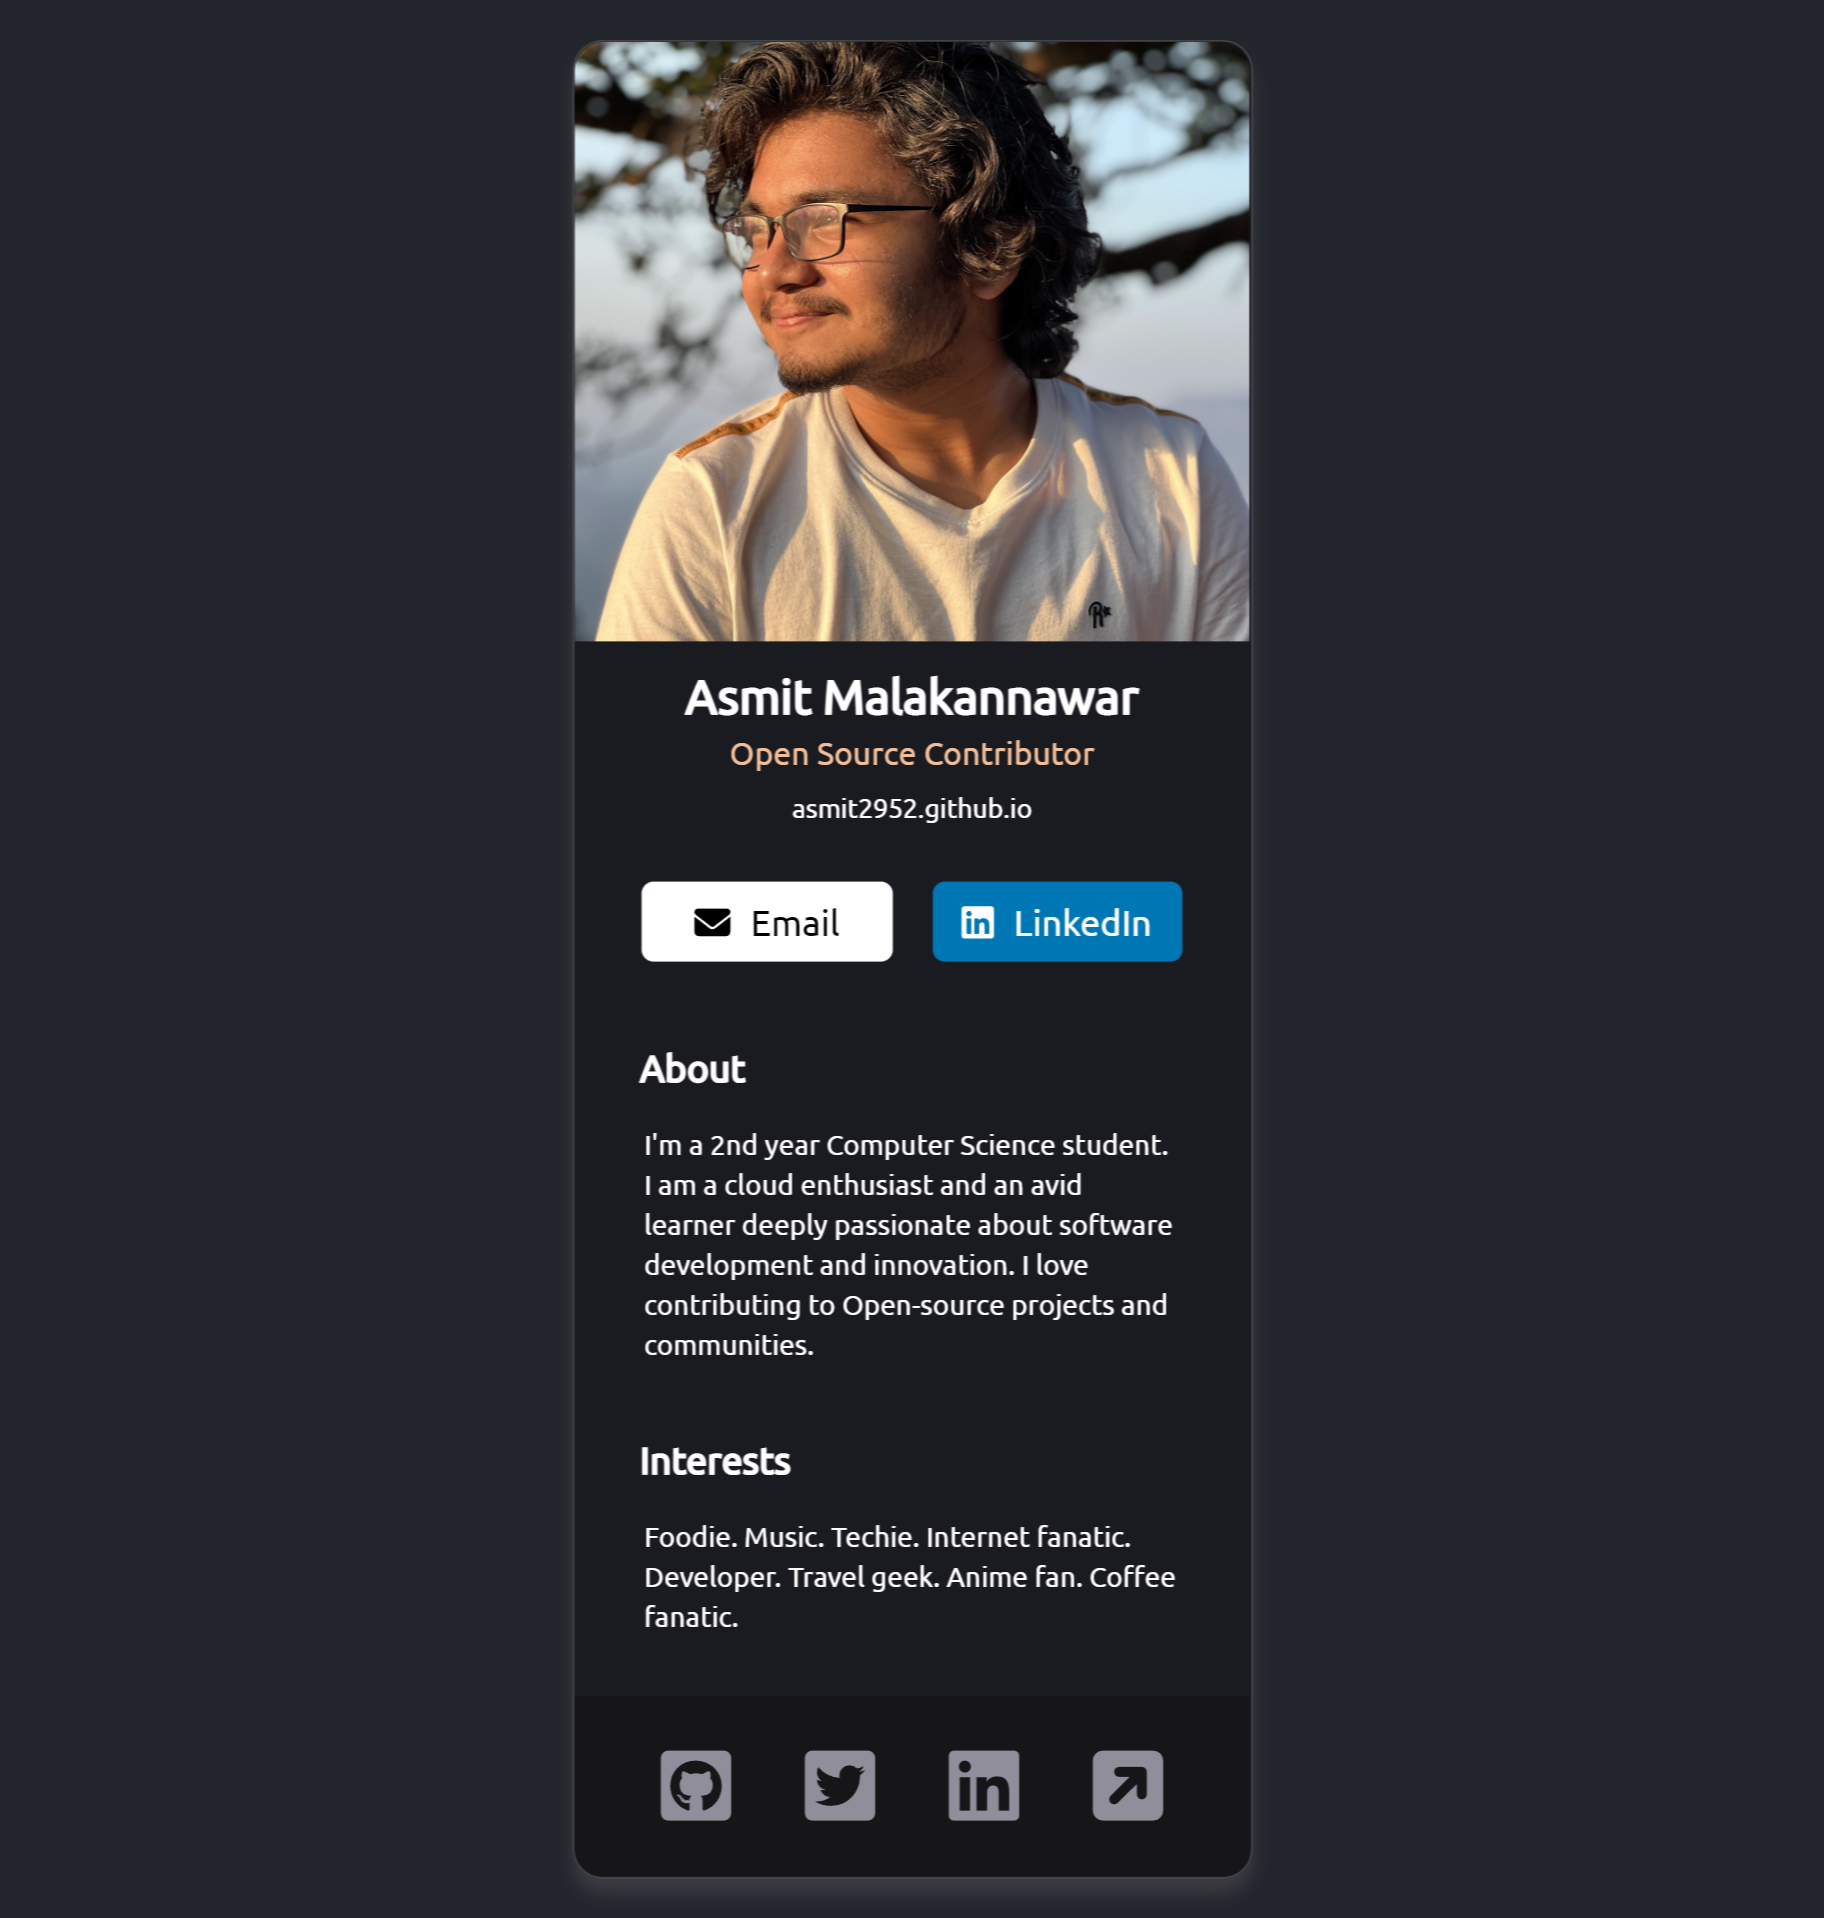 Asmit Malakannawar
Open Source Contributor
asmit2952.github.io
Email
LinkedIn
About
I'm a 2nd year Computer Science student.
I am a cloud enthusiast and an avid
learner deeply passionate about software
development and innovation. I love
contributing to Open-source projects and
communities.
Interests
Foodie. Music. Techie. Internet fanatic.
Developer. Travel geek. Anime fan. Coffee
fanatic.